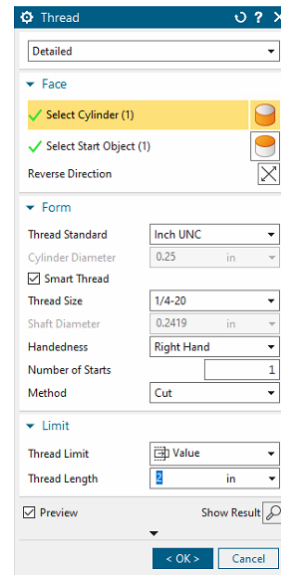 Thread
Detailed
Face
Select Cylinder (1)
Select Start Object (1)
Reverse Direction
Form
Thread Standard Inch UNC
Cylinder Diameter 0.25 in
Smart Thread
Thread Size 1/4-20
Shaft Diameter 0.2419 in
Handedness Right Hand
Number of Starts 1
Method Cut
Limit
Thread Limit Value
Thread Length 2 in
Preview Show Result
< OK > Cancel